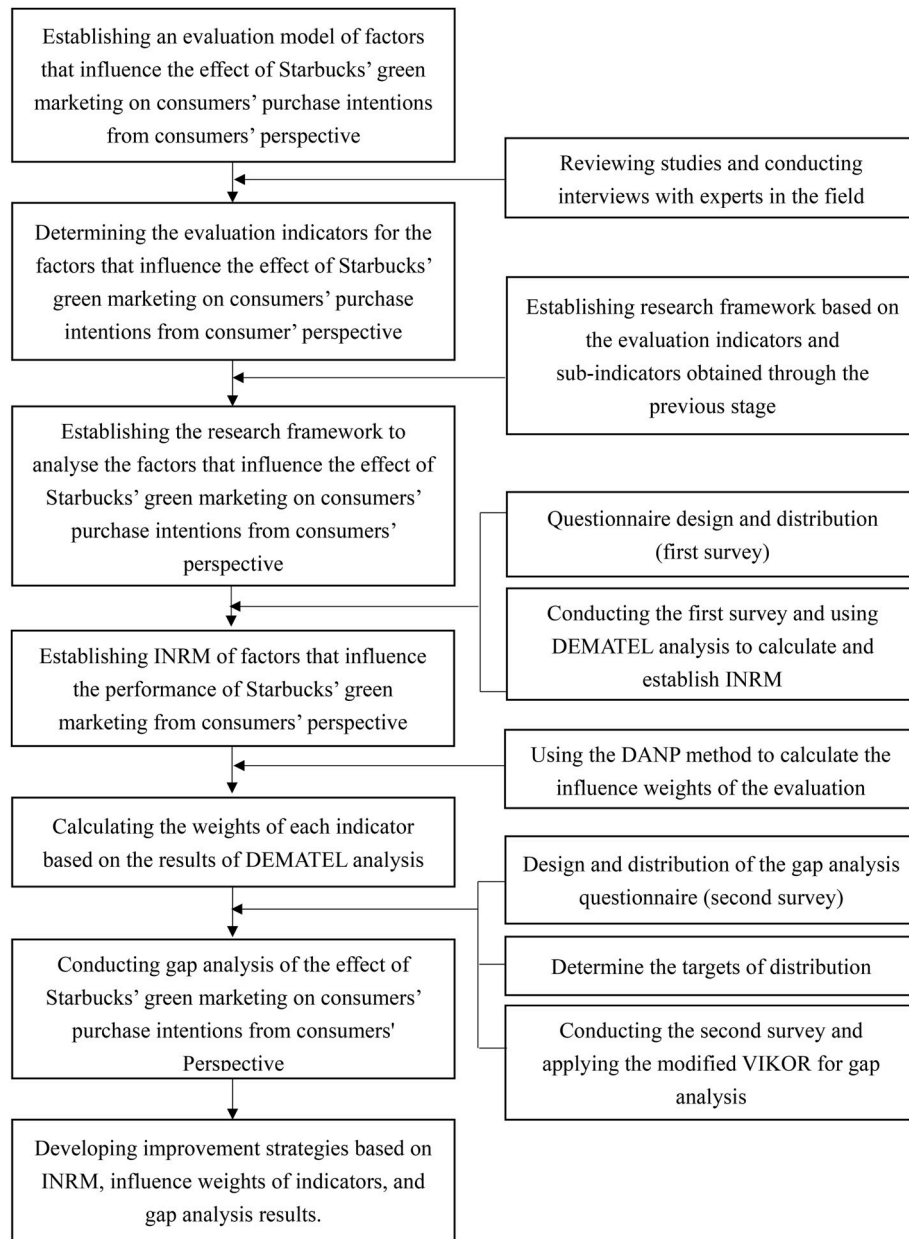 Establishing an evaluation model of factors
that influence the effect of Starbucks’ green
marketing on consumers’ purchase intentions
from consumers’ perspective
Reviewing studies and conducting
interviews with experts in the field
Determining the evaluation indicators for the
factors that influence the effect of Starbucks’
green marketing on consumers’ purchase
intentions from consumer’ perspective
Establishing research framework based on
the evaluation indicators and
sub-indicators obtained through the
previous stage
Establishing the research framework to
analyse the factors that influence the effect of
Starbucks’ green marketing on consumers’
purchase intentions from consumers’
perspective
Questionnaire design and distribution
(first survey)
Conducting the first survey and using
DEMATEL analysis to calculate and
establish INRM
Establishing INRM of factors that influence
the performance of Starbucks’ green
marketing from consumers’ perspective
Using the DANP method to calculate the
influence weights of the evaluation
Calculating the weights of each indicator
based on the results of DEMATEL analysis
Design and distribution of the gap analysis
questionnaire (second survey)
Determine the targets of distribution
Conducting the second survey and
applying the modified VIKOR for gap
analysis
Conducting gap analysis of the effect of
Starbucks’ green marketing on consumers’
purchase intentions from consumers'
Perspective
Developing improvement strategies based on
INRM, influence weights of indicators, and
gap analysis results.